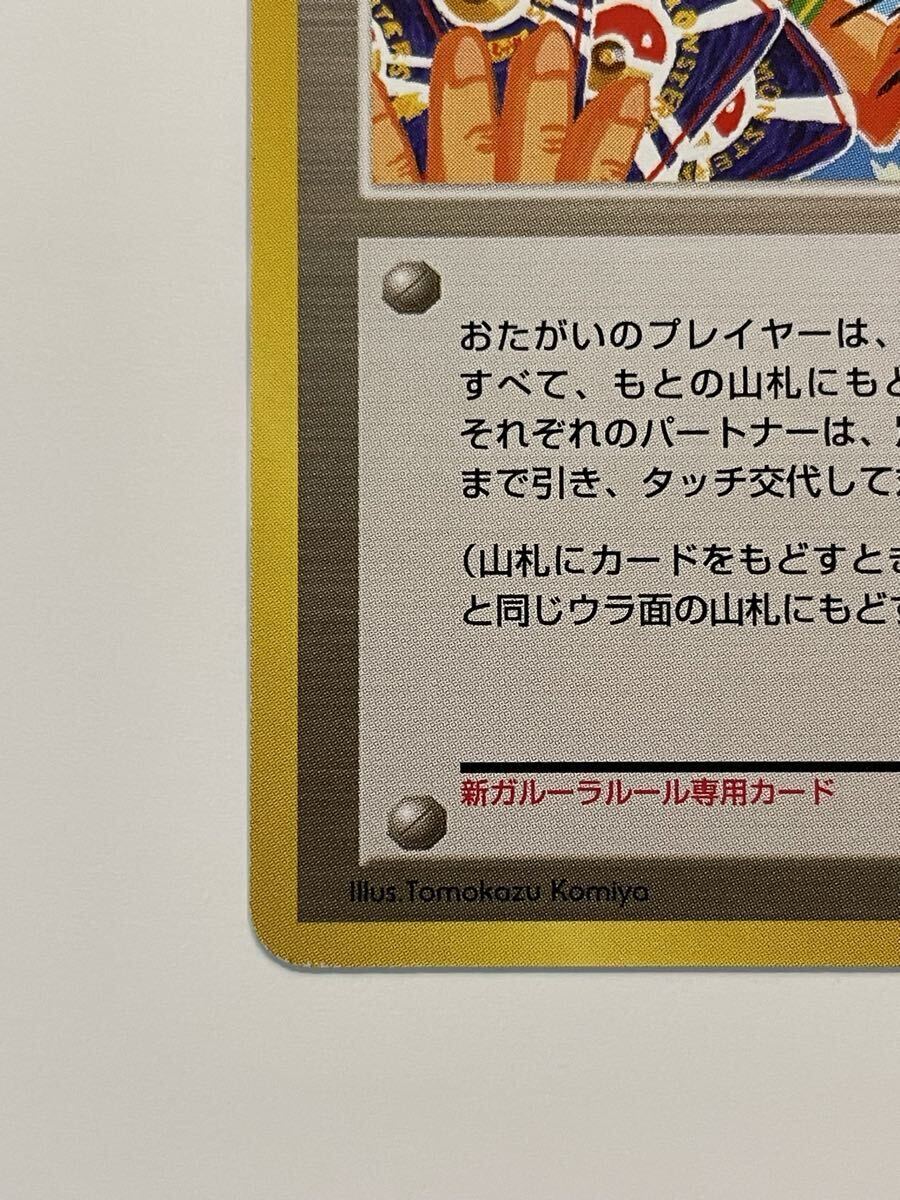 MONSTER
MONSTE
おたがいのプレイヤーは、
すべて、もとの山札にもど
それぞれのパートナーは、
まで引き、タッチ交代して
（山札にカードをもどすとき
と同じウラ面の山札にもどす
新ガルーラルール専用カード
Illus.Tomokazu Komiya